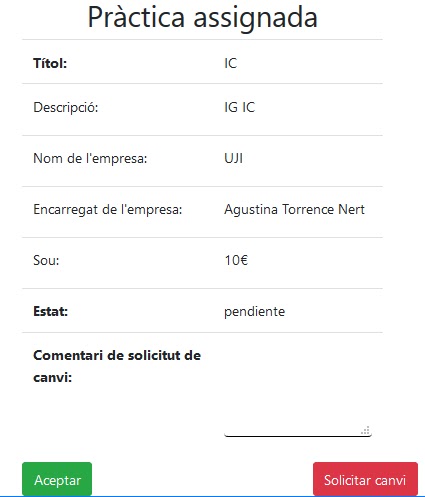 Pràctica assignada
Títol: IC
Descripció: IG IC
Nom de l'empresa: UJI
Encarregat de l'empresa: Agustina Torrence Nert
Sou: 10€
Estat: pendiente
Comentari de solicitut de
canvi:
Aceptar Solicitar canvi